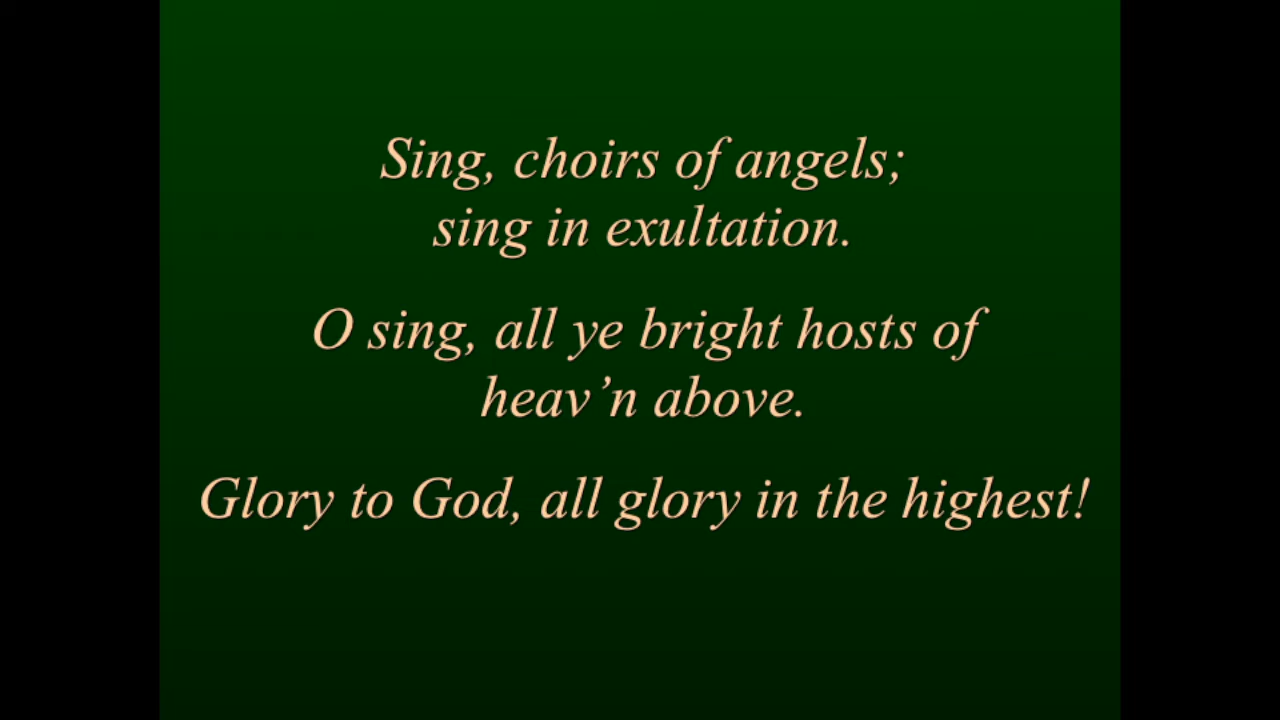 Sing, choirs of angels;
sing in exultation.
O sing, all ye bright hosts of
heav’n above.
Glory to God, all glory in the highest!